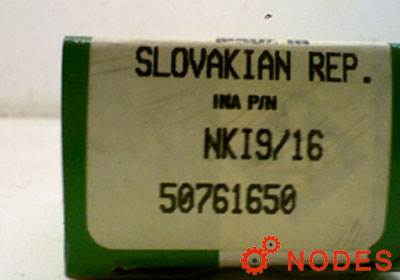 SLOVAKIAN REP.
INA P/N
NKI9/16
50761650
NODES